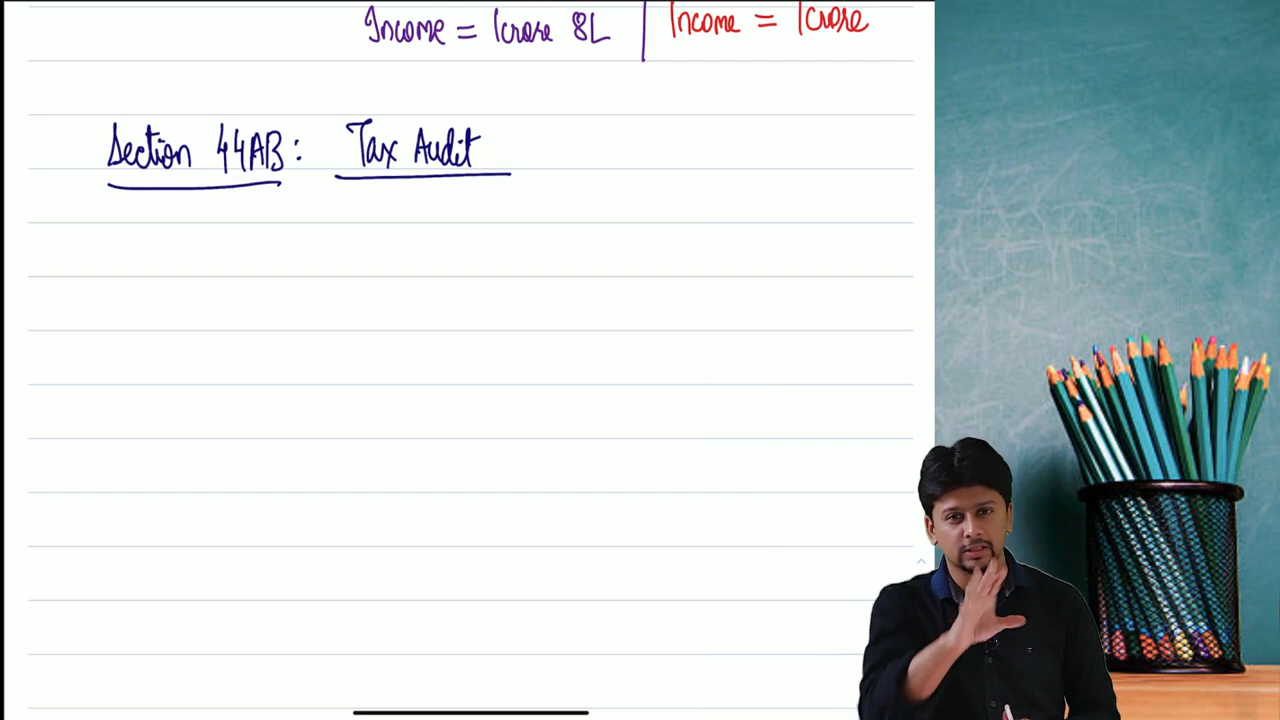 Income = 1crore 8L | Income = 1crore
Section 44AB: Tax Audit